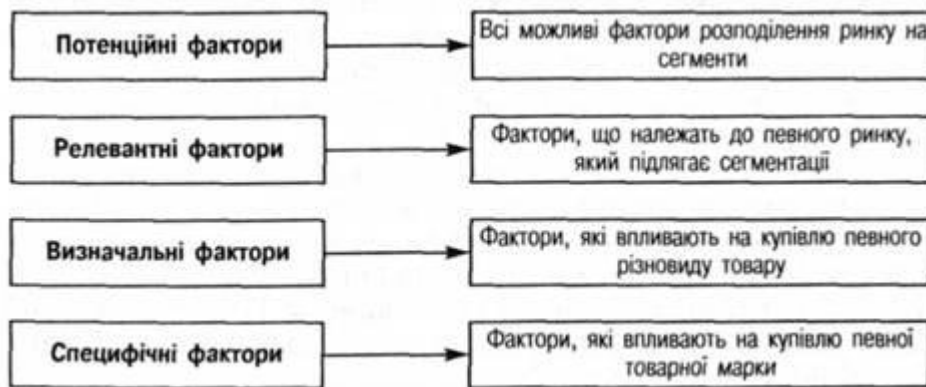 Потенційні фактори
Всі можливі фактори розподілення ринку на
сегменти
Релевантні фактори
Фактори, що належать до певного ринку,
який підлягає сегментації
Визначальні фактори
Фактори, які впливають на купівлю певного
різновиду товару
Специфічні фактори
Фактори, які впливають на купівлю певної
товарної марки